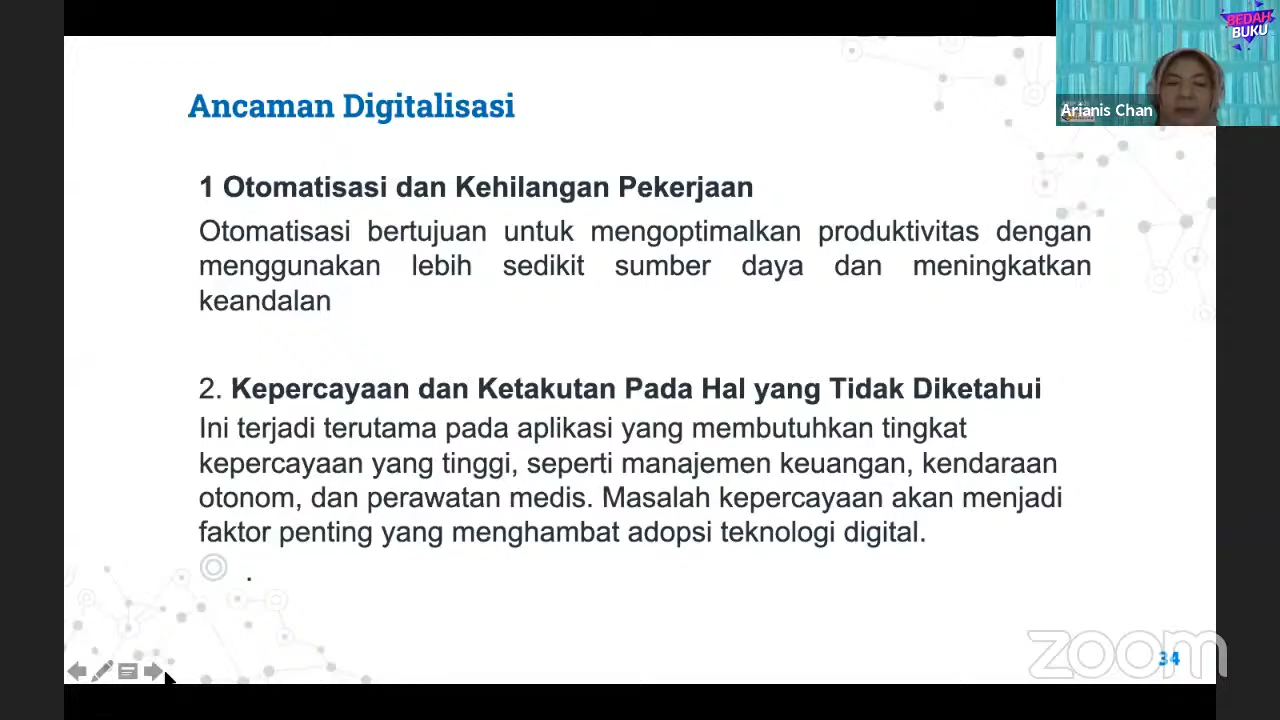 BEDAH
BUKU
Arianis Chan
Ancaman Digitalisasi
1 Otomatisasi dan Kehilangan Pekerjaan
Otomatisasi bertujuan untuk mengoptimalkan produktivitas dengan
menggunakan lebih sedikit sumber daya dan meningkatkan
keandalan
2. Kepercayaan dan Ketakutan Pada Hal yang Tidak Diketahui
Ini terjadi terutama pada aplikasi yang membutuhkan tingkat
kepercayaan yang tinggi, seperti manajemen keuangan, kendaraan
otonom, dan perawatan medis. Masalah kepercayaan akan menjadi
faktor penting yang menghambat adopsi teknologi digital.
.
zoom
34